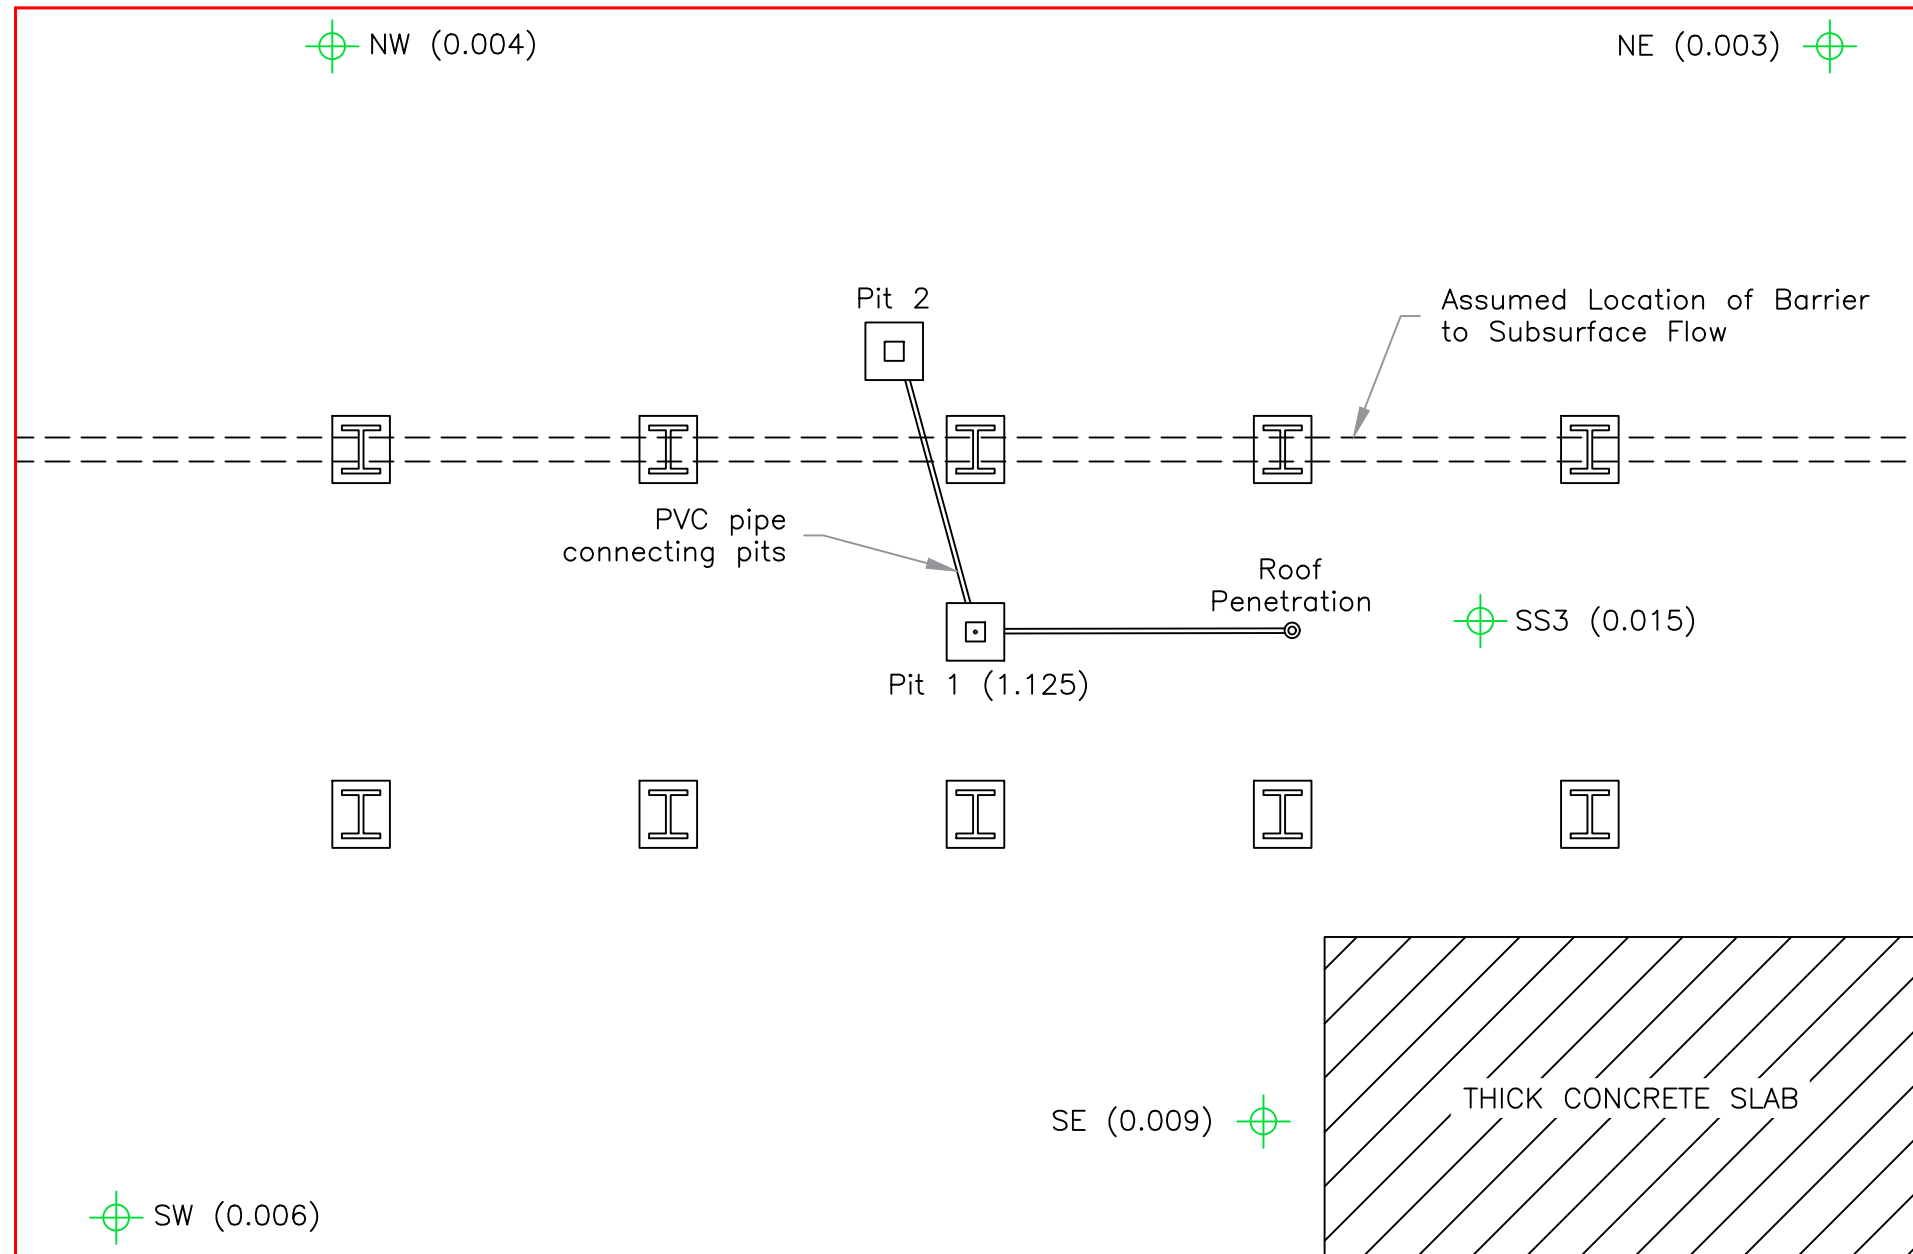 NW (0.004)
NE (0.003)
Pit 2
Assumed Location of Barrier
to Subsurface Flow
PVC pipe
connecting pits
Roof
Penetration
SS3 (0.015)
Pit 1 (1.125)
THICK CONCRETE SLAB
SE (0.009)
SW (0.006)